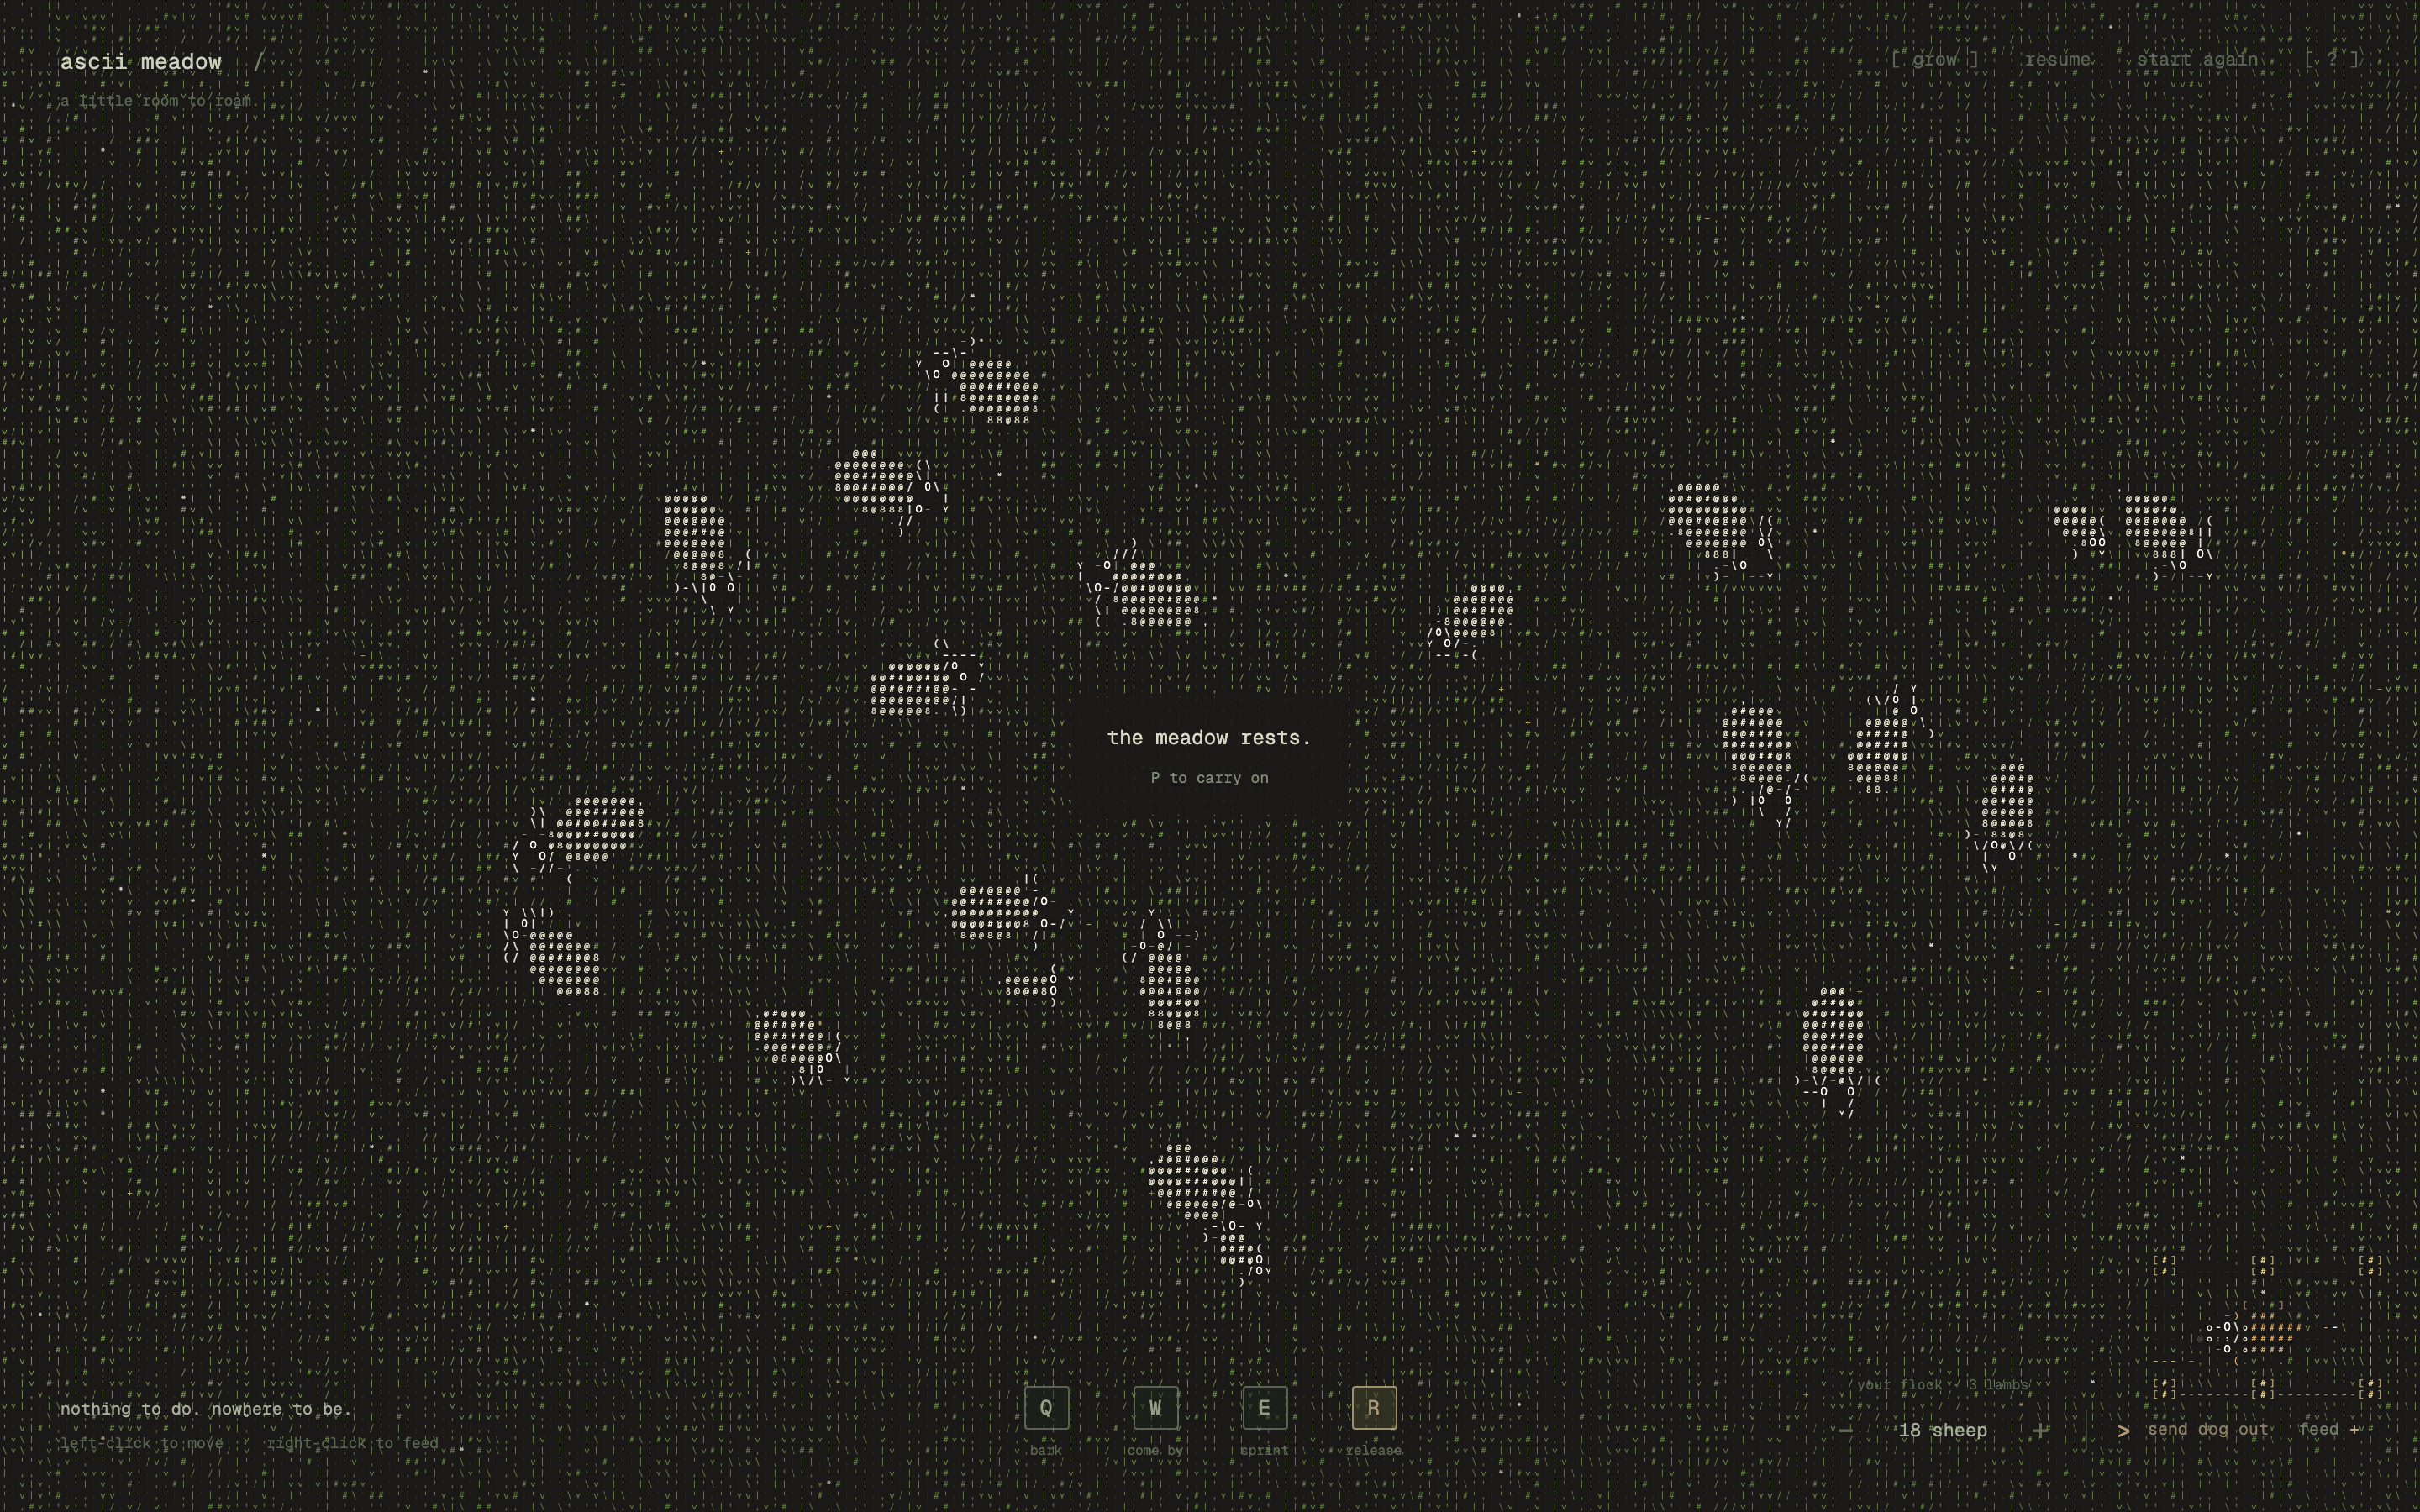 ascii meadow /
[ grow ] resume start again [ ? ]
a little room to roam.
the meadow rests.
P to carry on
your flock · 3 lambs
nothing to do. nowhere to be.
Q W E R
− 18 sheep + > send dog out feed +
left-click to move · right-click to feed
bark come by sprint release